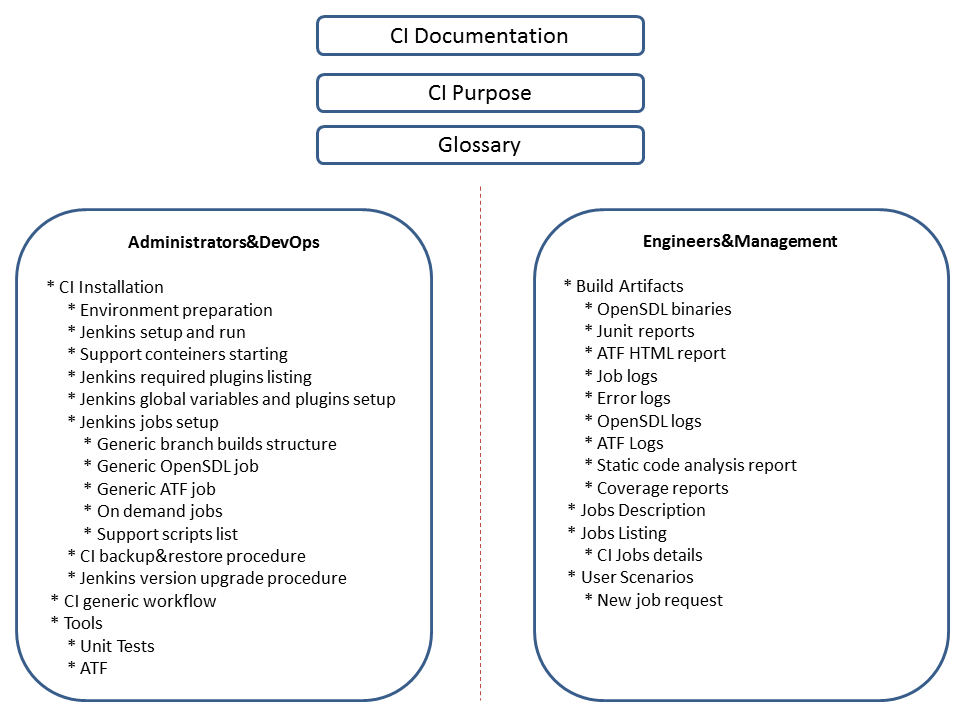 CI Documentation
CI Purpose
Glossary
Administrators&DevOps
* CI Installation
* Environment preparation
* Jenkins setup and run
* Support conteiners starting
* Jenkins required plugins listing
* Jenkins global variables and plugins setup
* Jenkins jobs setup
* Generic branch builds structure
* Generic OpenSDL job
* Generic ATF job
* On demand jobs
* Support scripts list
* CI backup&restore procedure
* Jenkins version upgrade procedure
* CI generic workflow
* Tools
* Unit Tests
* ATF
Engineers&Management
* Build Artifacts
* OpenSDL binaries
* Junit reports
* ATF HTML report
* Job logs
* Error logs
* OpenSDL logs
* ATF Logs
* Static code analysis report
* Coverage reports
* Jobs Description
* Jobs Listing
* CI Jobs details
* User Scenarios
* New job request